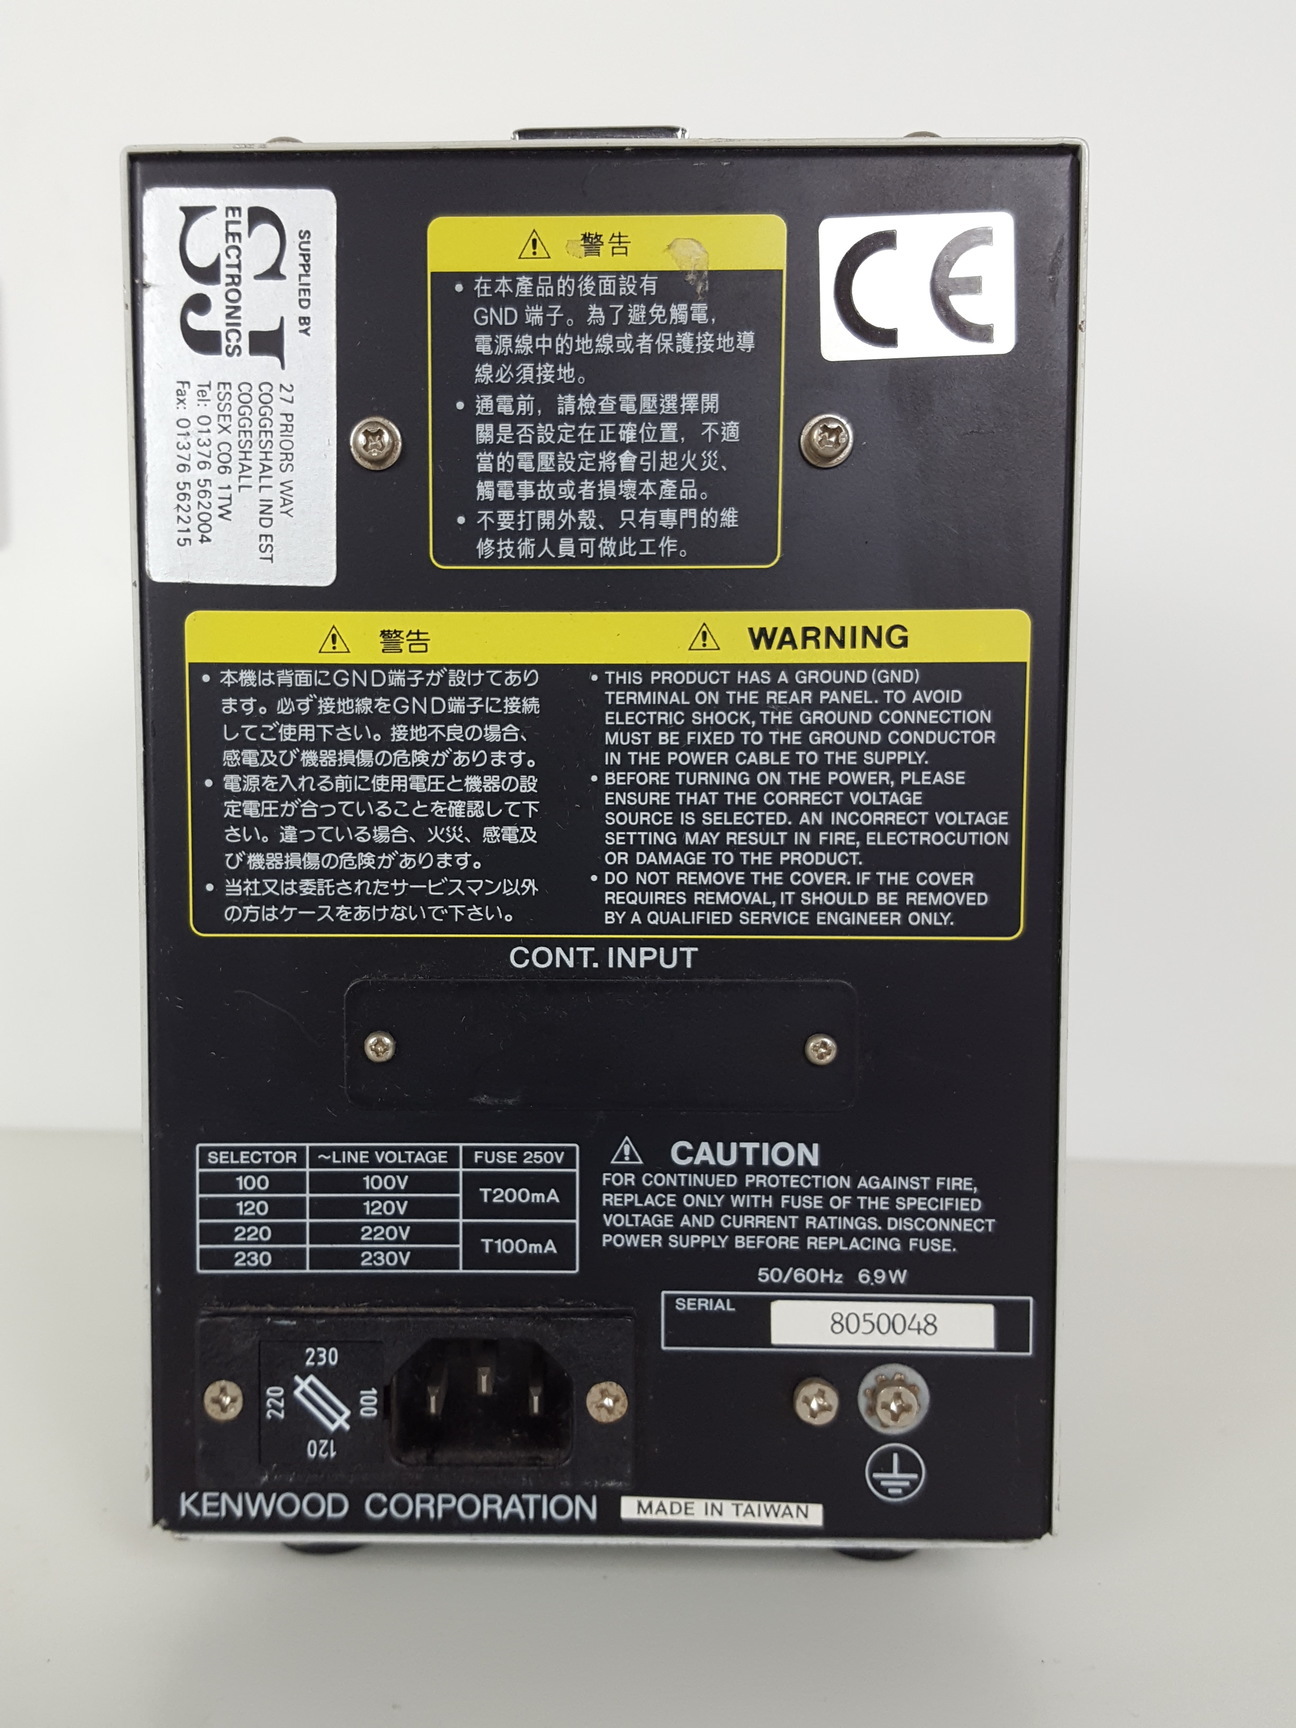 SUPPLIED BY
SJ
ELECTRONICS
27 PRIORS WAY
COGGESHALL IND EST
COGGESHALL
ESSEX CO6 1TW
Tel: 01376 562004
Fax: 01376 562215
警告
• 在本產品的後面設有
GND 端子。為了避免觸電，
電源線中的地線或者保護接地導
線必須接地。
• 通電前，請檢查電壓選擇開
關是否設定在正確位置，不適
當的電壓設定將會引起火災、
觸電事故或者損壞本產品。
• 不要打開外殼、只有專門的維
修技術人員可做此工作。
CE
警告
• 本機は背面にGND端子が設けてあり
ます。必ず接地線をGND端子に接続
してご使用下さい。接地不良の場合、
感電及び機器損傷の危険があります。
• 電源を入れる前に使用電圧と機器の設
定電圧が合っていることを確認して下
さい。違っている場合、火災、感電及
び機器損傷の危険があります。
• 当社又は委託されたサービスマン以外
の方はケースをあけないで下さい。
WARNING
• THIS PRODUCT HAS A GROUND (GND)
TERMINAL ON THE REAR PANEL. TO AVOID
ELECTRIC SHOCK, THE GROUND CONNECTION
MUST BE FIXED TO THE GROUND CONDUCTOR
IN THE POWER CABLE TO THE SUPPLY.
• BEFORE TURNING ON THE POWER, PLEASE
ENSURE THAT THE CORRECT VOLTAGE
SOURCE IS SELECTED. AN INCORRECT VOLTAGE
SETTING MAY RESULT IN FIRE, ELECTROCUTION
OR DAMAGE TO THE PRODUCT.
• DO NOT REMOVE THE COVER. IF THE COVER
REQUIRES REMOVAL, IT SHOULD BE REMOVED
BY A QUALIFIED SERVICE ENGINEER ONLY.
CONT. INPUT
SELECTOR ~LINE VOLTAGE FUSE 250V
100 100V T200mA
120 120V
220 220V T100mA
230 230V
CAUTION
FOR CONTINUED PROTECTION AGAINST FIRE,
REPLACE ONLY WITH FUSE OF THE SPECIFIED
VOLTAGE AND CURRENT RATINGS. DISCONNECT
POWER SUPPLY BEFORE REPLACING FUSE.
50/60Hz 6.9W
SERIAL 8050048
230
220
100
120
KENWOOD CORPORATION MADE IN TAIWAN